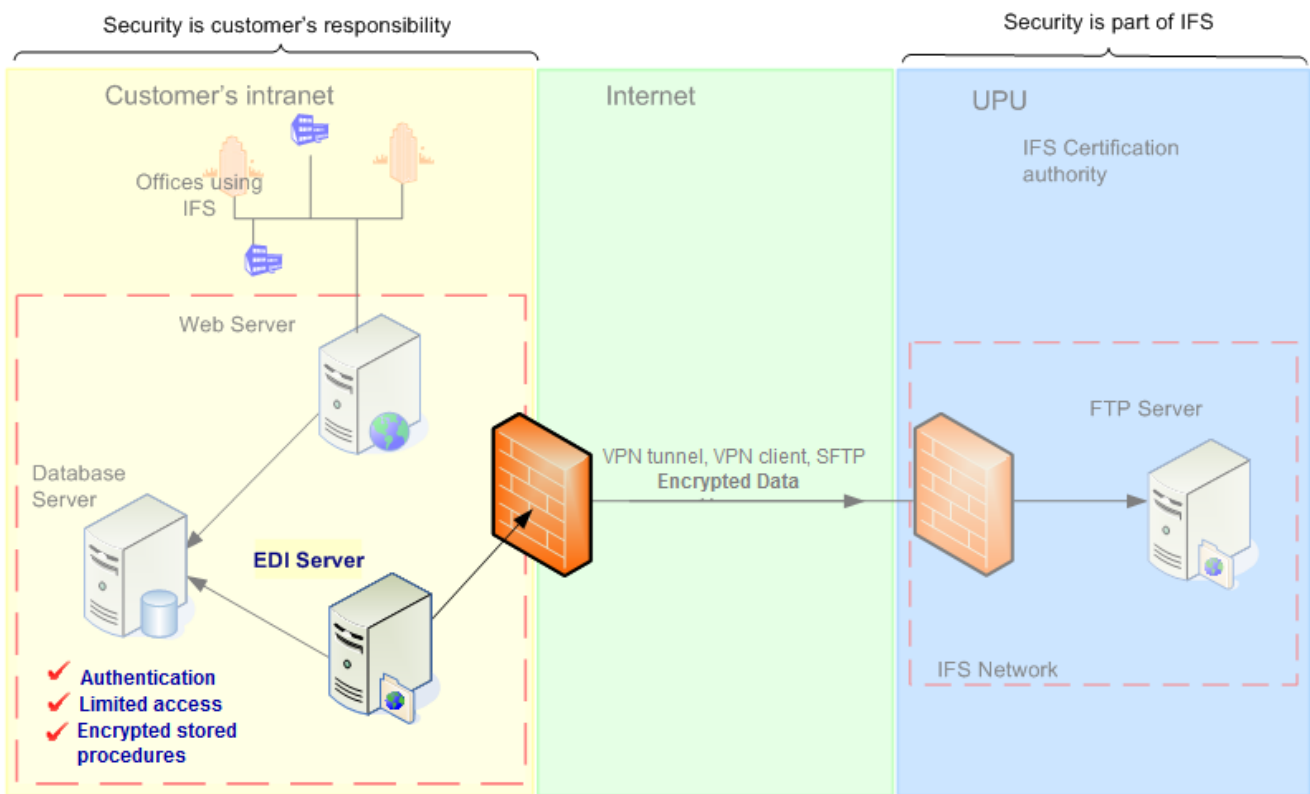 Security is customer's responsibility
Security is part of IFS
Customer's intranet
Internet
UPU
IFS Certification
authority
Offices using
IFS
Web Server
FTP Server
Database
Server
VPN tunnel, VPN client, SFTP
Encrypted Data
EDI Server
IFS Network
Authentication
Limited access
Encrypted stored
procedures